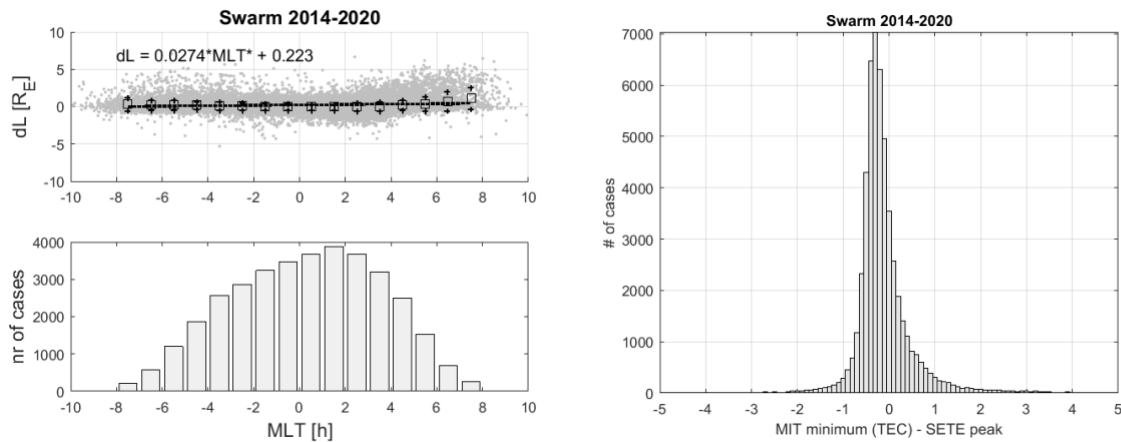 Swarm 2014-2020
dL = 0.0274*MLT* + 0.223
dL [R_E]
10
5
0
-5
-10
-10 -8 -6 -4 -2 0 2 4 6 8 10
nr of cases
4000
3000
2000
1000
0
-10 -8 -6 -4 -2 0 2 4 6 8 10
MLT [h]
Swarm 2014-2020
# of cases
7000
6000
5000
4000
3000
2000
1000
0
-5 -4 -3 -2 -1 0 1 2 3 4 5
MIT minimum (TEC) - SETE peak